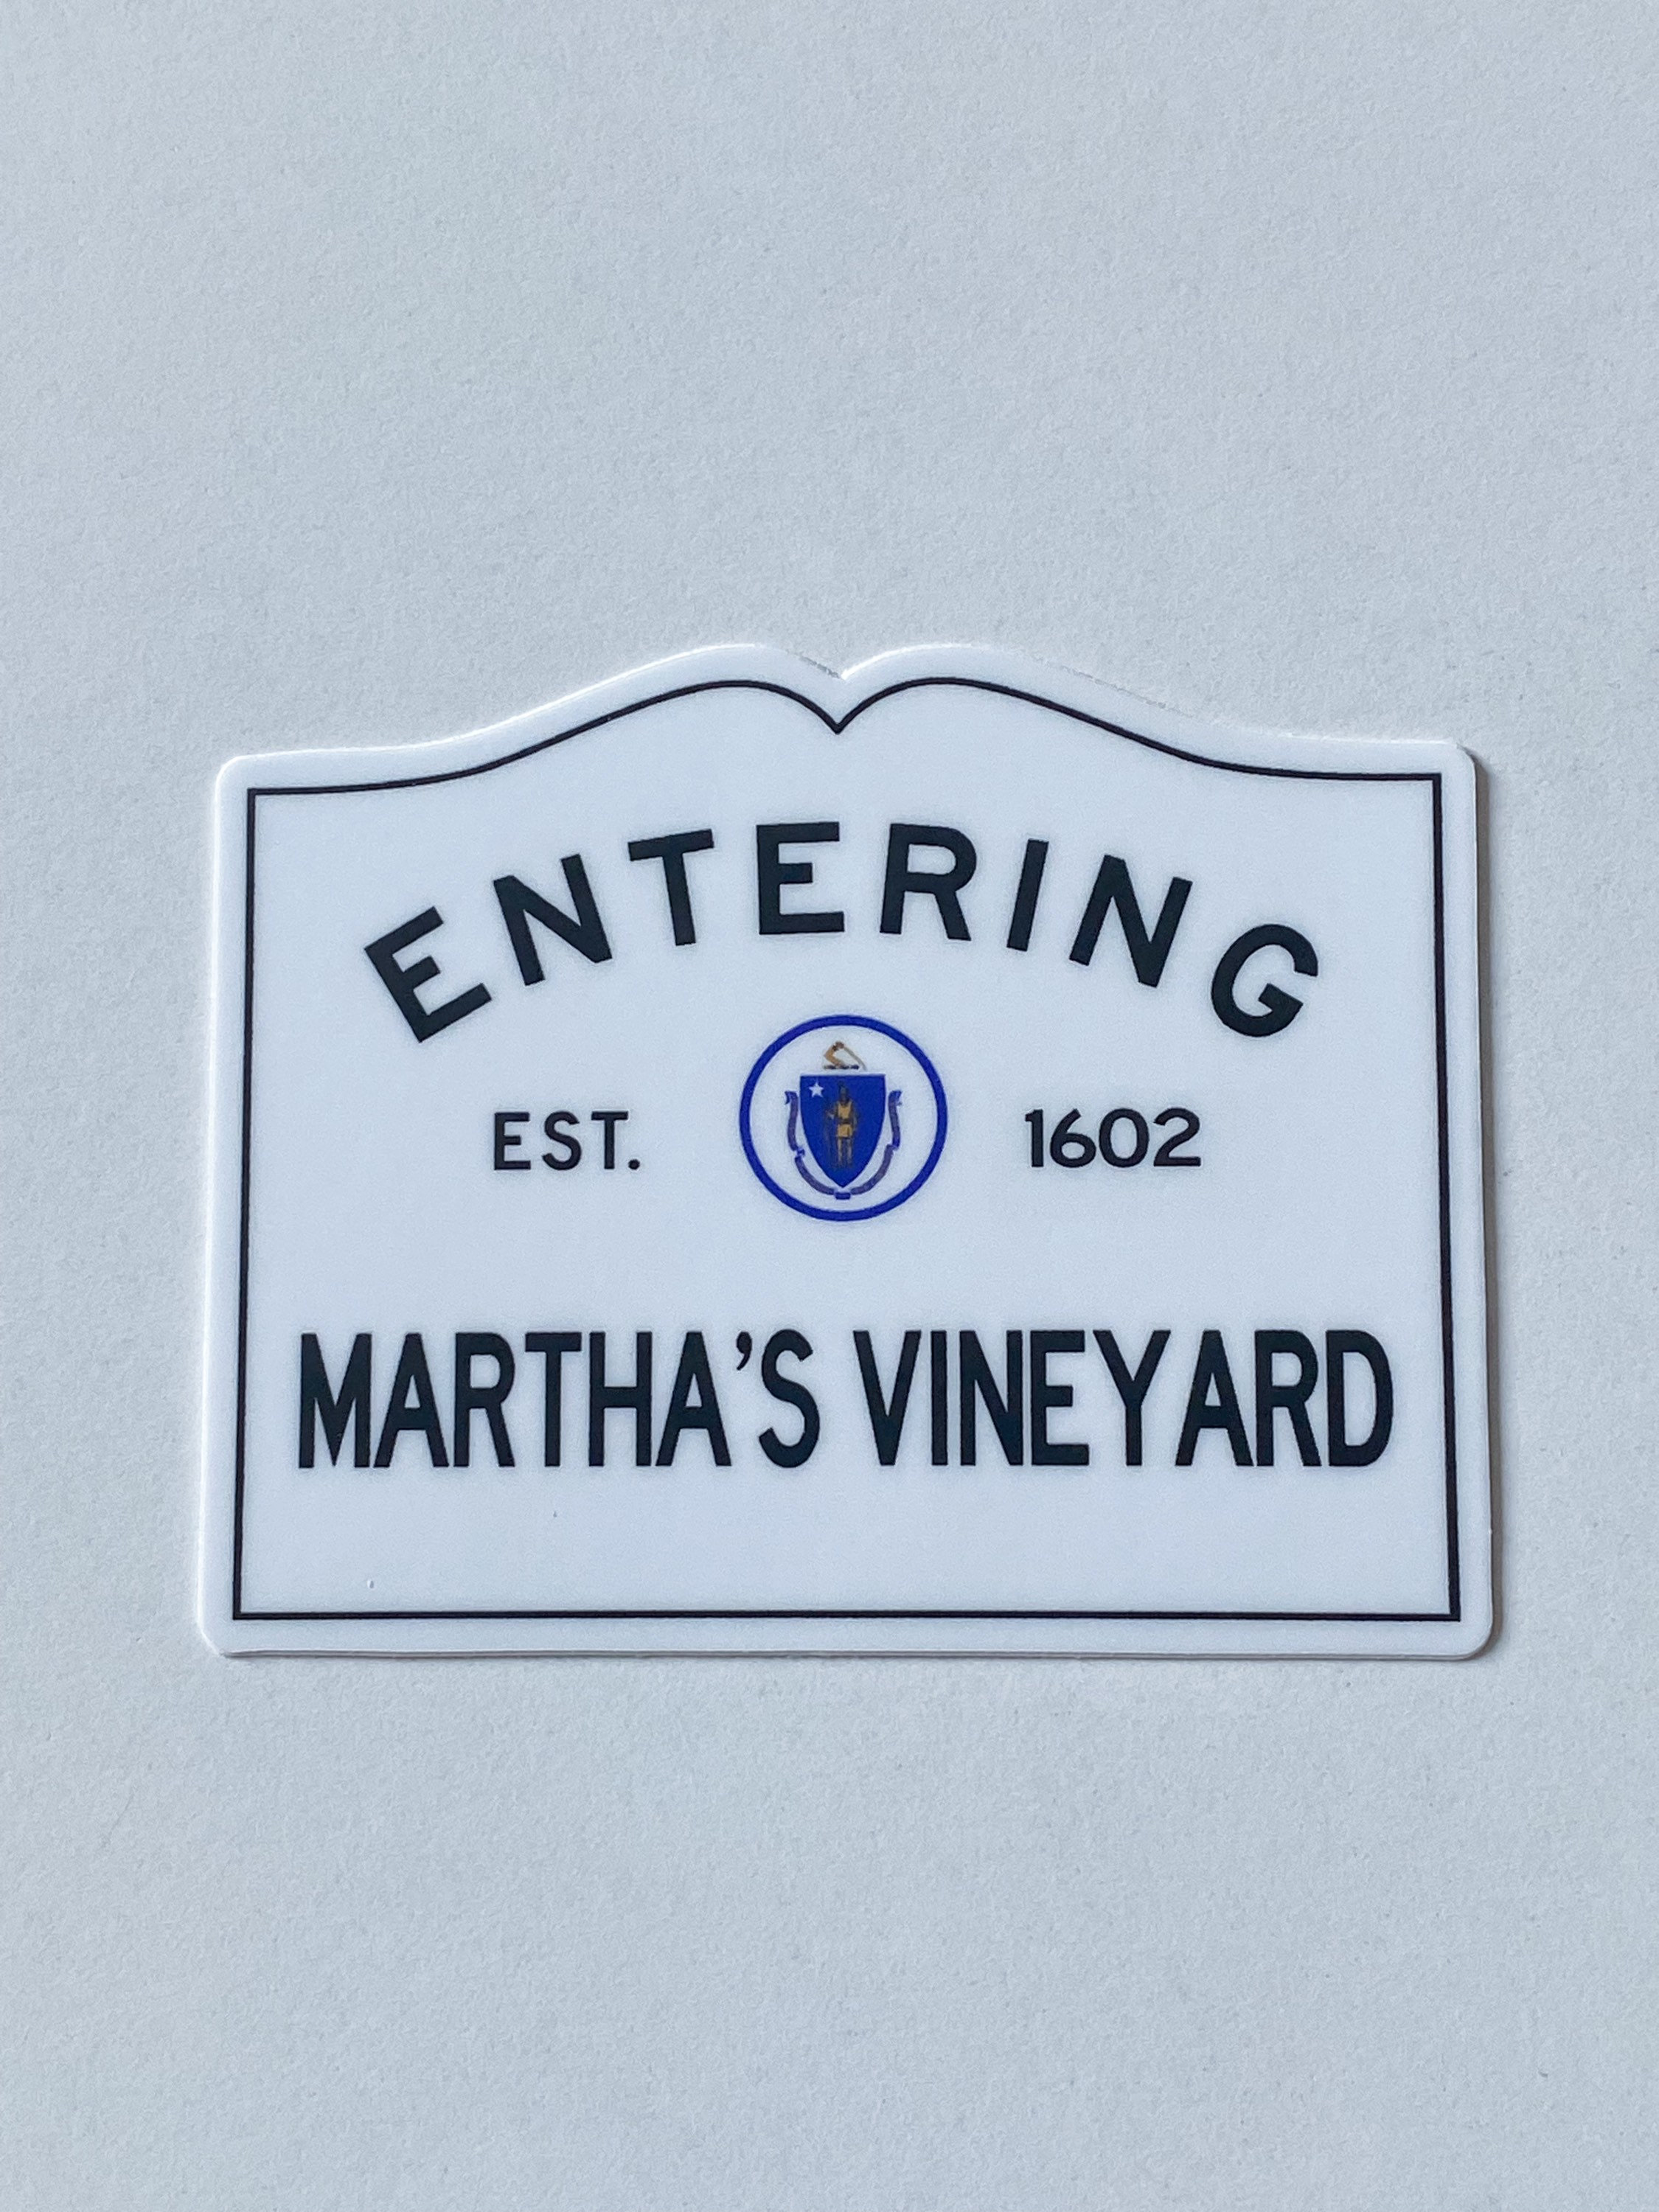 ENTERING
EST. 1602
MARTHA'S VINEYARD